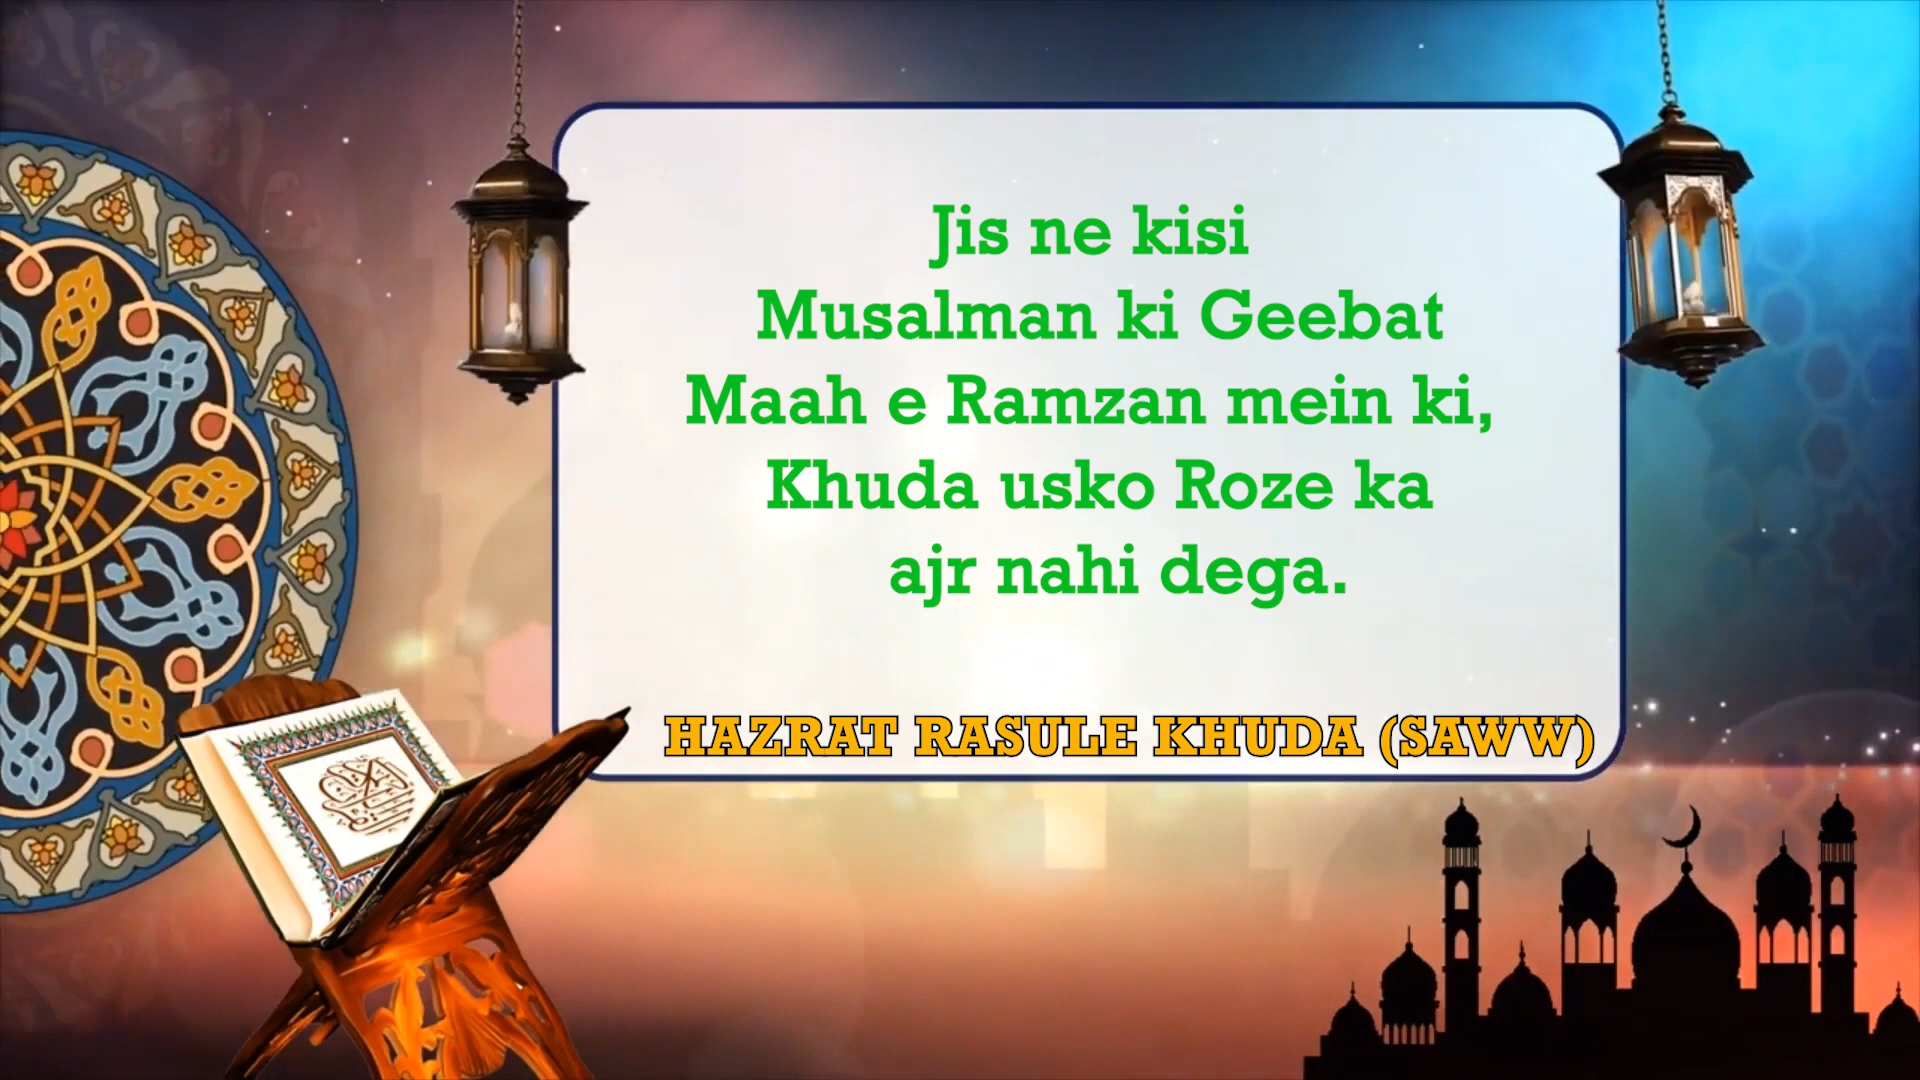 Jis ne kisi
Musalman ki Geebat
Maah e Ramzan mein ki,
Khuda usko Roze ka
ajr nahi dega.
HAZRAT RASULE KHUDA (SAWW)